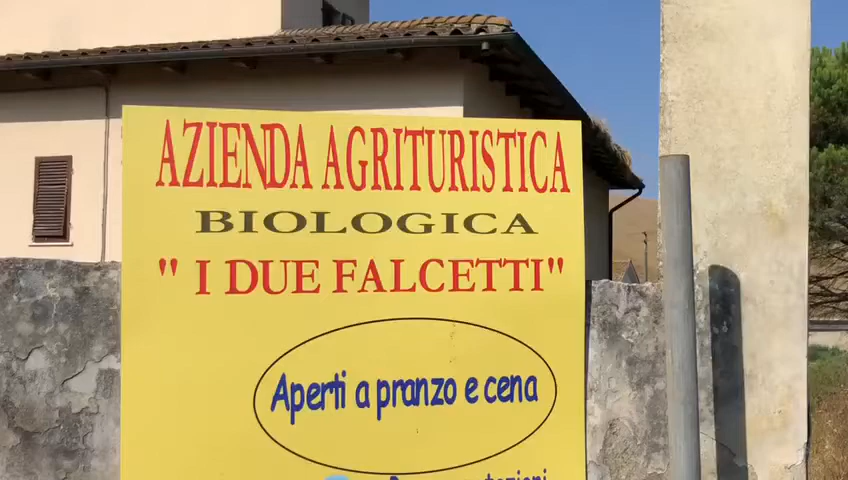 AZIENDA AGRITURISTICA
BIOLOGICA
" I DUE FALCETTI"
Aperti a pranzo e cena